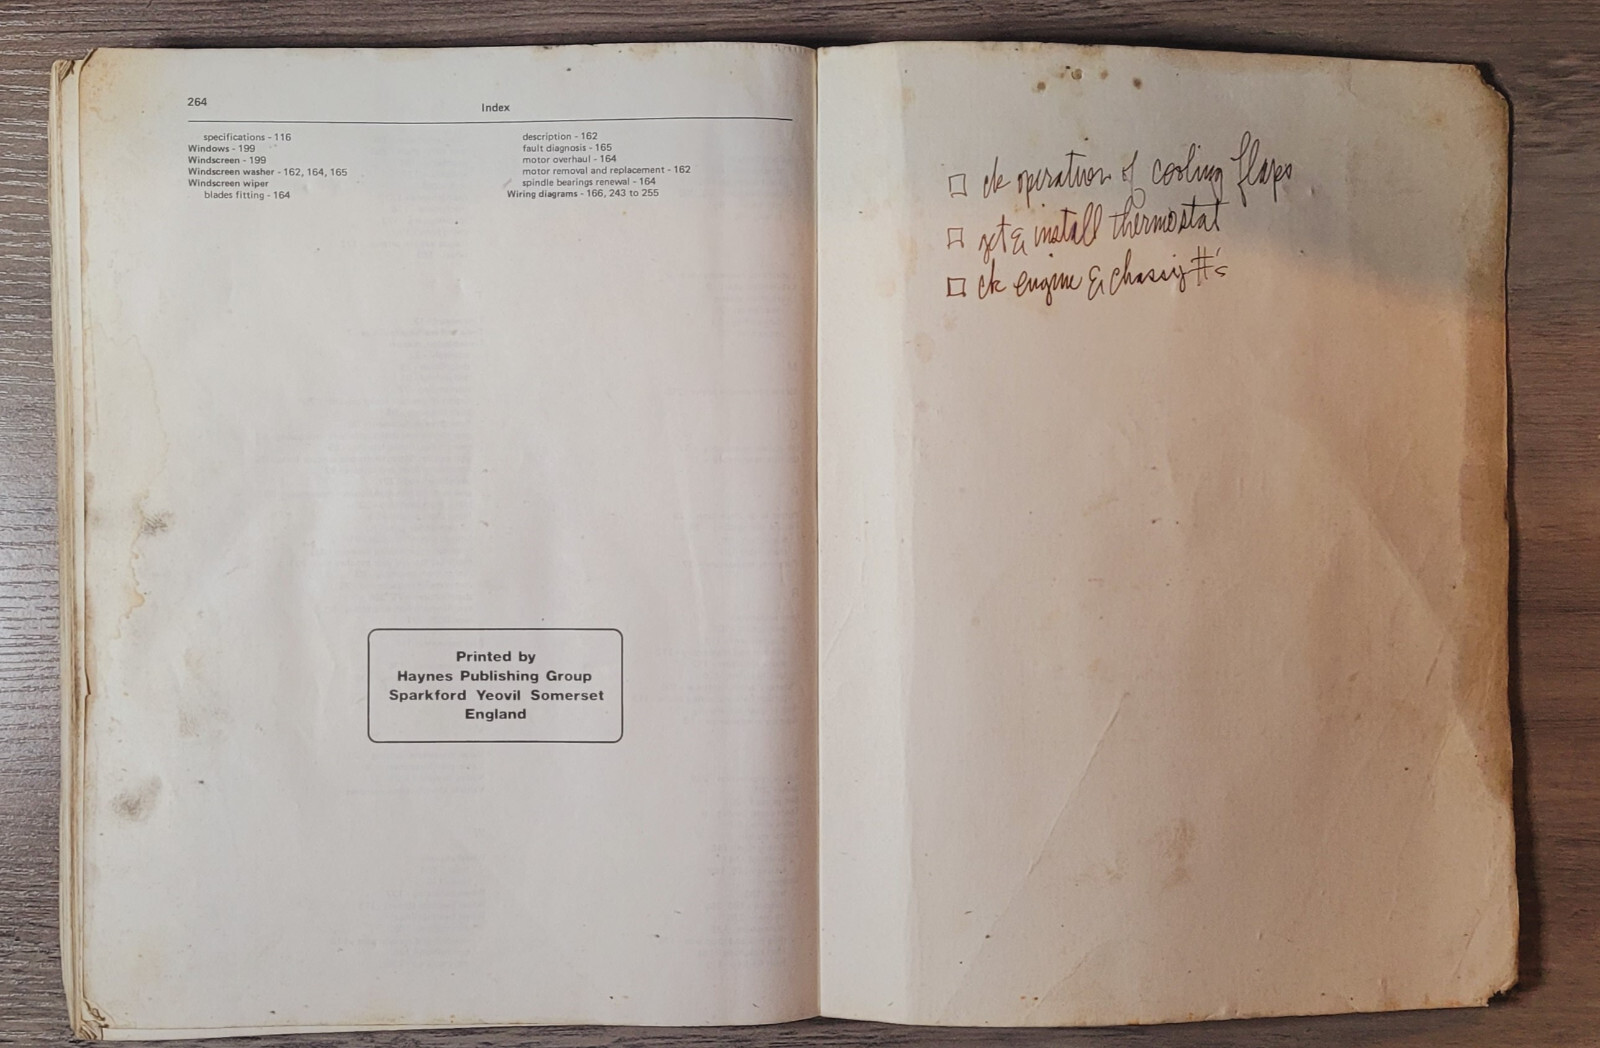 264
Index
specifications - 116
Windows - 199
Windscreen - 199
Windscreen washer - 162, 164, 165
Windscreen wiper
blades fitting - 164
description - 162
fault diagnosis - 165
motor overhaul - 164
motor removal and replacement - 162
spindle bearings renewal - 164
Wiring diagrams - 166, 243 to 255
Printed by
Haynes Publishing Group
Sparkford Yeovil Somerset
England
ck operation of cooling flaps
get & install thermostat
ck engine & chassis #'s